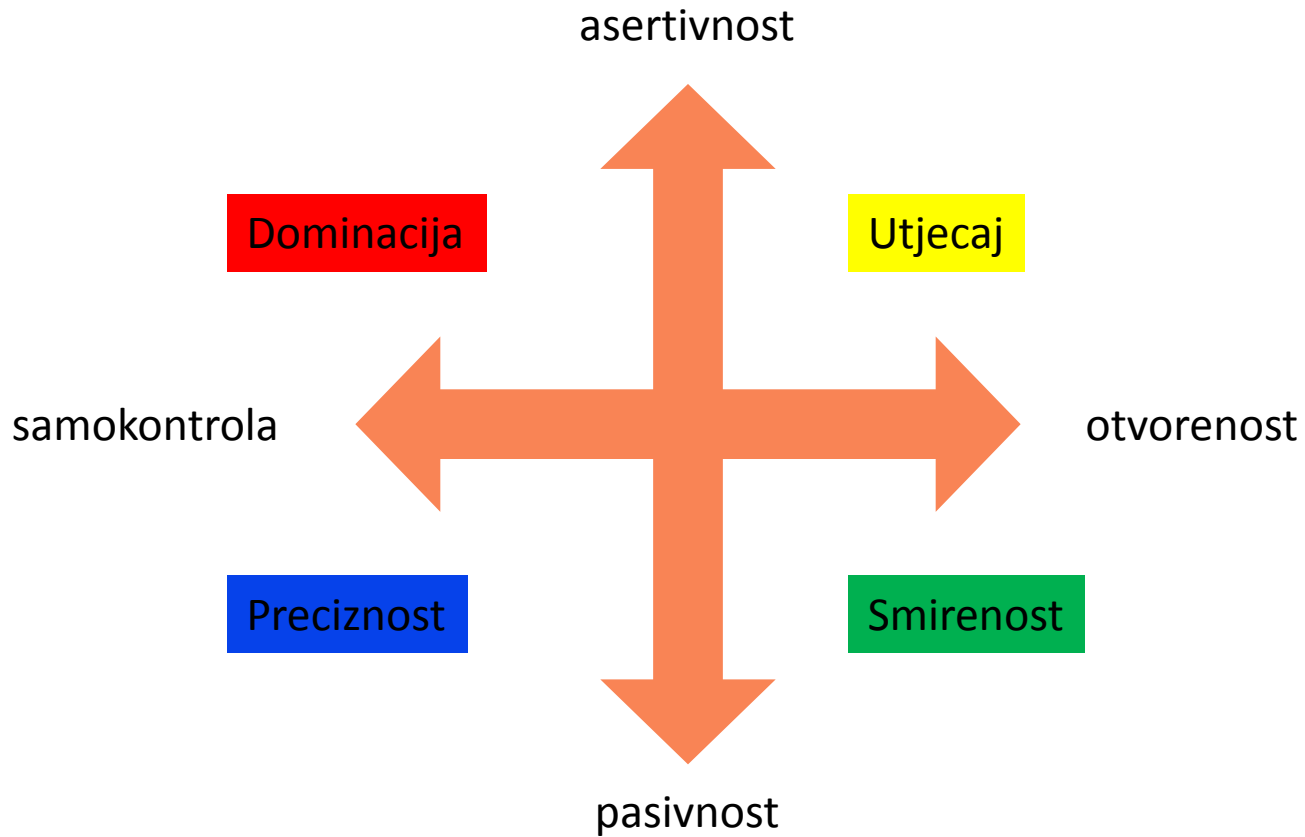 asertivnost
Dominacija
Utjecaj
samokontrola
otvorenost
Preciznost
Smirenost
pasivnost